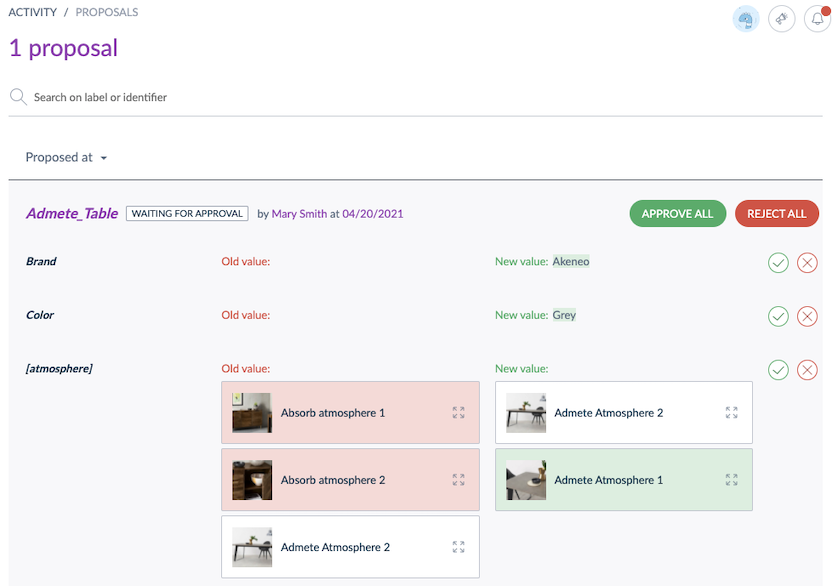 ACTIVITY / PROPOSALS
1 proposal
Search on label or identifier
Proposed at
Admete_Table WAITING FOR APPROVAL by Mary Smith at 04/20/2021 APPROVE ALL REJECT ALL
Brand Old value: New value: Akeneo
Color Old value: New value: Grey
[atmosphere] Old value: New value:
Absorb atmosphere 1 Admete Atmosphere 2
Absorb atmosphere 2 Admete Atmosphere 1
Admete Atmosphere 2